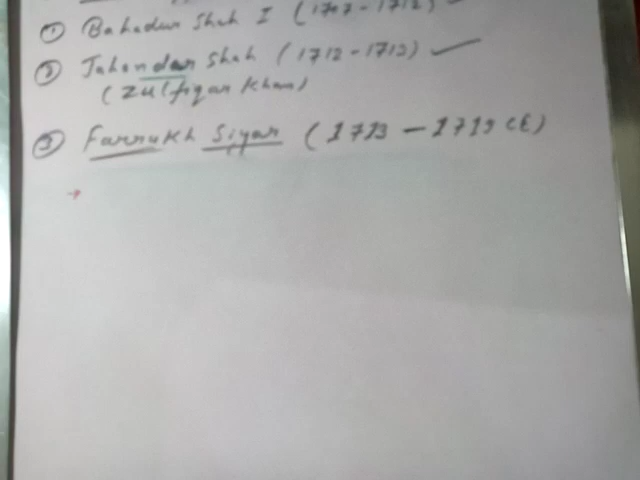 ① Bahadur Shah I (1707-1712)
② Jahandar Shah (1712-1713)
(Zulfiqar Khan)
③ Farrukh Siyar (1713-1719 CE)
→